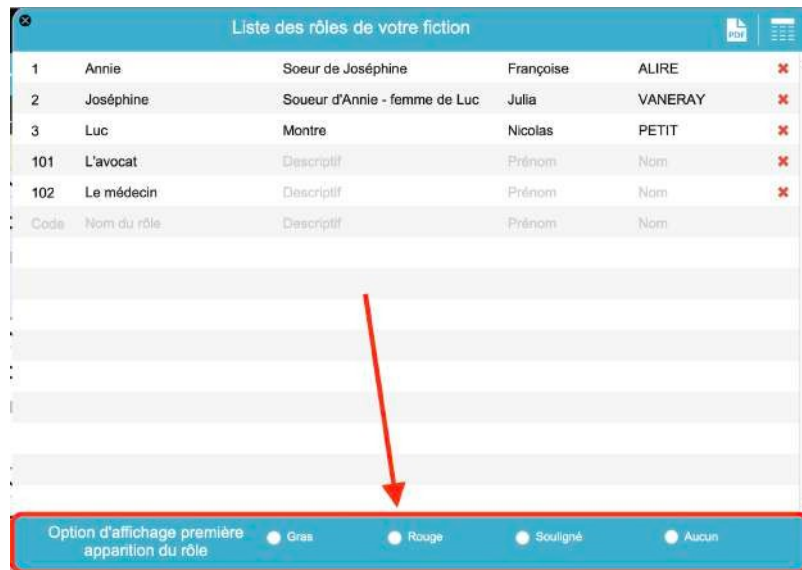 Liste des rôles de votre fiction
PDF
1 Annie Soeur de Joséphine Françoise ALIRE
2 Joséphine Soueur d'Annie - femme de Luc Julia VANERAY
3 Luc Montre Nicolas PETIT
101 L'avocat Descriptif Prénom Nom
102 Le médecin Descriptif Prénom Nom
Code Nom du rôle Descriptif Prénom Nom
Option d'affichage première
apparition du rôle
Gras Rouge Souligné Aucun